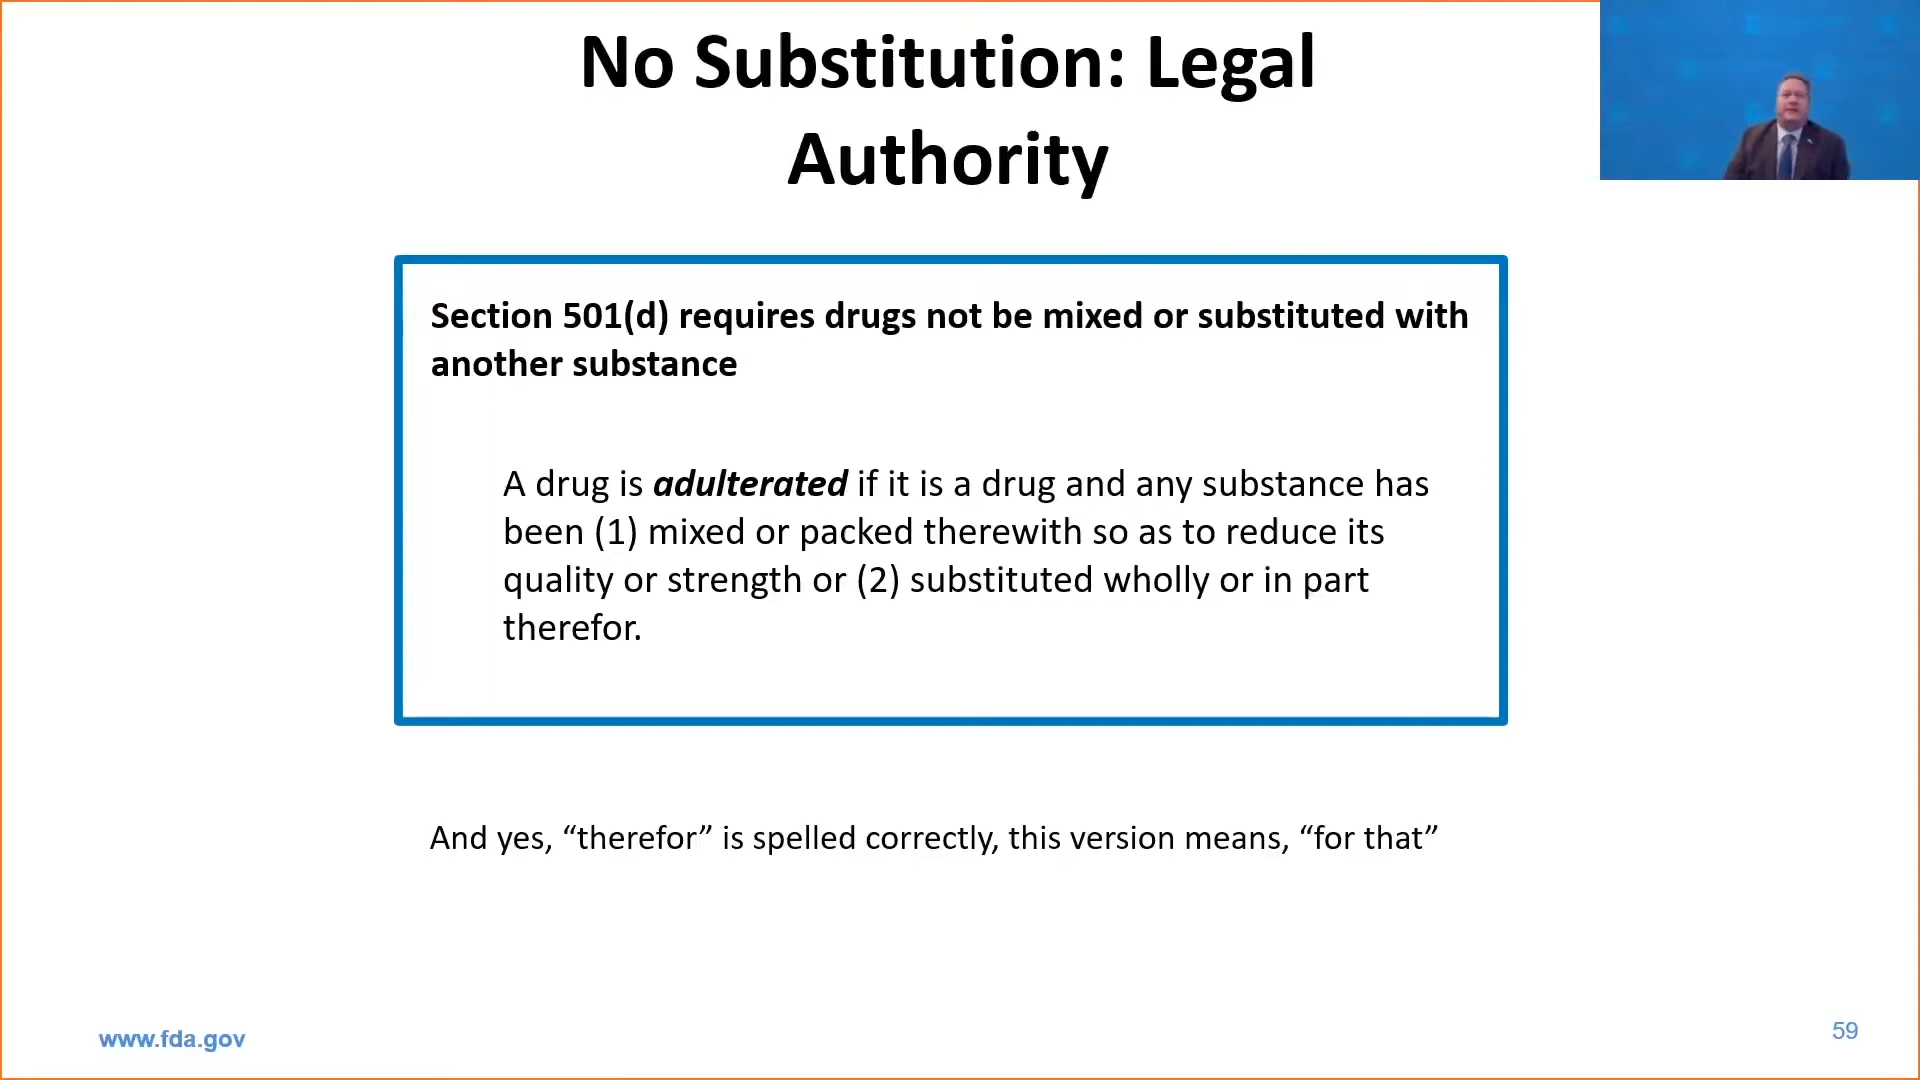 No Substitution: Legal
Authority
Section 501(d) requires drugs not be mixed or substituted with
another substance
A drug is adulterated if it is a drug and any substance has
been (1) mixed or packed therewith so as to reduce its
quality or strength or (2) substituted wholly or in part
therefor.
And yes, “therefor” is spelled correctly, this version means, “for that”
www.fda.gov
59